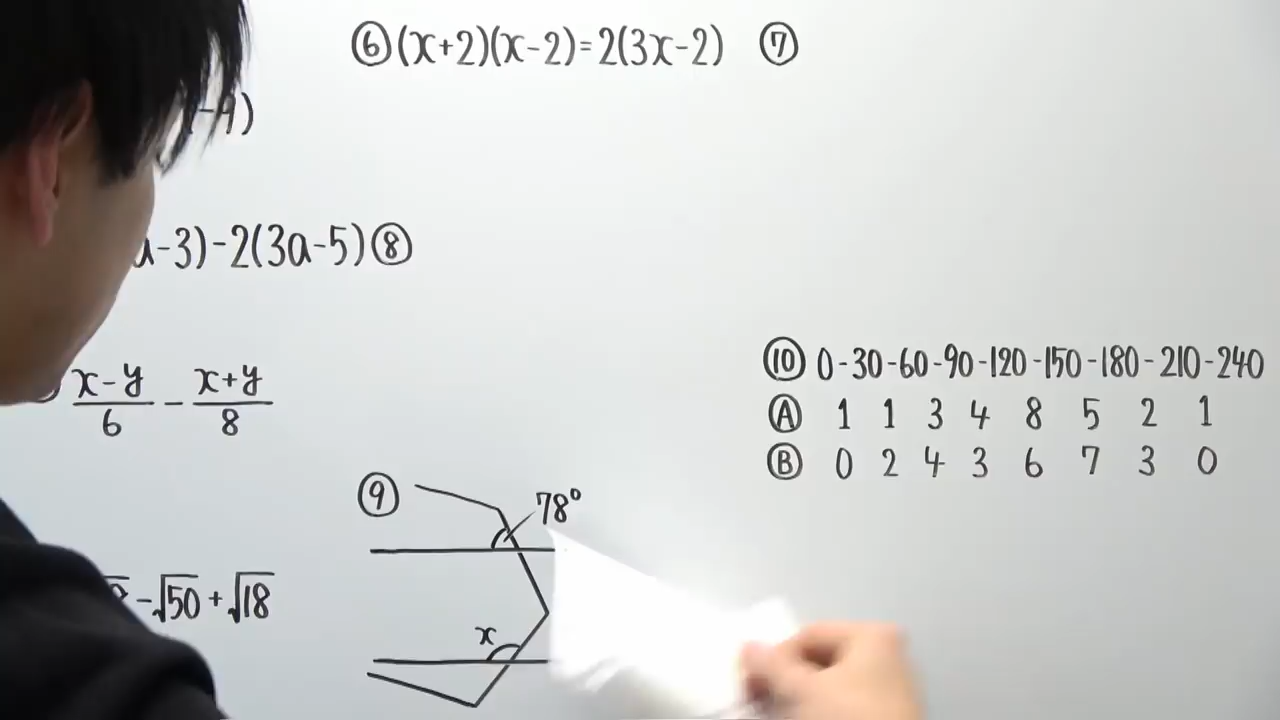 ⑥(x+2)(x-2)=2(3x-2) ⑦
-9)
-3)-2(3a-5)⑧
x-y/6 - x+y/8
⑩ 0-30-60-90-120-150-180-210-240
Ⓐ 1 1 3 4 8 5 2 1
Ⓑ 0 2 4 3 6 7 3 0
⑨ 78°
-√50+√18
x